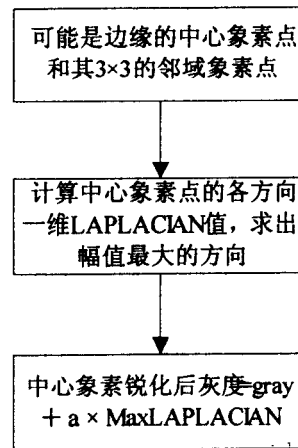 可能是边缘的中心象素点
和其3×3的邻域象素点
计算中心象素点的各方向
一维LAPLACIAN值，求出
幅值最大的方向
中心象素锐化后灰度=gray
+ a × MaxLAPLACIAN